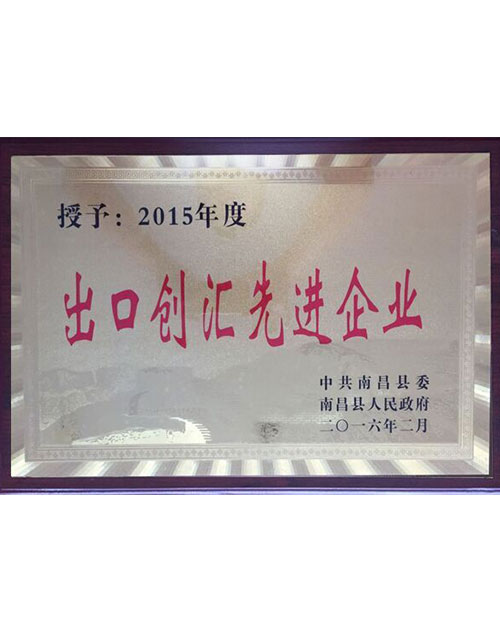 授予：2015年度
出口创汇先进企业
中共南昌县委
南昌县人民政府
二〇一六年二月